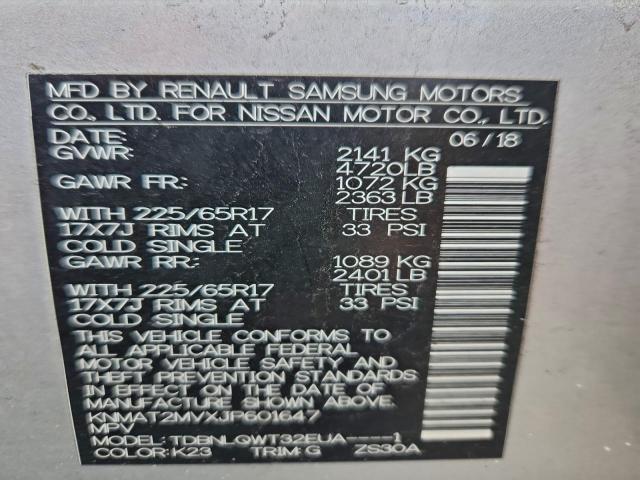 MFD BY RENAULT SAMSUNG MOTORS
CO., LTD. FOR NISSAN MOTOR CO., LTD.
DATE: 06/18
GVWR: 2141 KG
4720LB
GAWR FR: 1072 KG
2363 LB
WITH 225/65R17 TIRES
17X7J RIMS AT 33 PSI
COLD SINGLE
GAWR RR: 1089 KG
2401 LB
WITH 225/65R17 TIRES
17X7J RIMS AT 33 PSI
COLD SINGLE
THIS VEHICLE CONFORMS TO
ALL APPLICABLE FEDERAL
MOTOR VEHICLE SAFETY AND
THEFT PREVENTION STANDARDS
IN EFFECT ON THE DATE OF
MANUFACTURE SHOWN ABOVE.
KNMAT2MVXJP601647
MPV
MODEL: TDBNLQWT32EUA----1
COLOR: K23 TRIM: G ZS30A